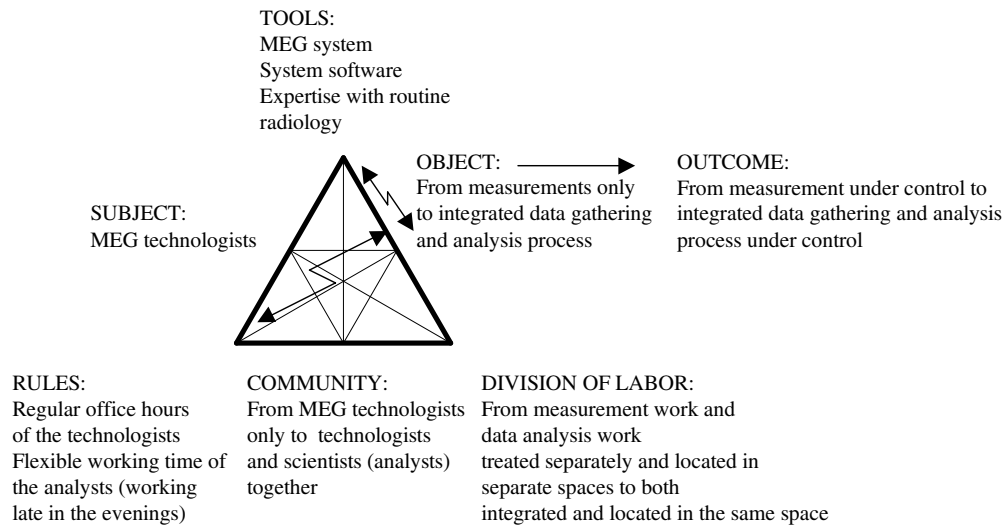 TOOLS:
MEG system
System software
Expertise with routine
radiology
OBJECT:
From measurements only
to integrated data gathering
and analysis process
OUTCOME:
From measurement under control to
integrated data gathering and analysis
process under control
SUBJECT:
MEG technologists
RULES:
Regular office hours
of the technologists
Flexible working time of
the analysts (working
late in the evenings)
COMMUNITY:
From MEG technologists
only to technologists
and scientists (analysts)
together
DIVISION OF LABOR:
From measurement work and
data analysis work
treated separately and located in
separate spaces to both
integrated and located in the same space